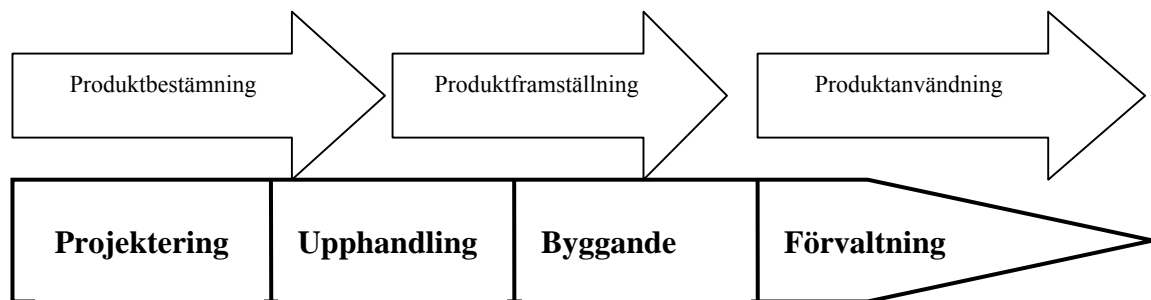 Produktbestämning
Produktframställning
Produktanvändning
Projektering
Upphandling
Byggande
Förvaltning